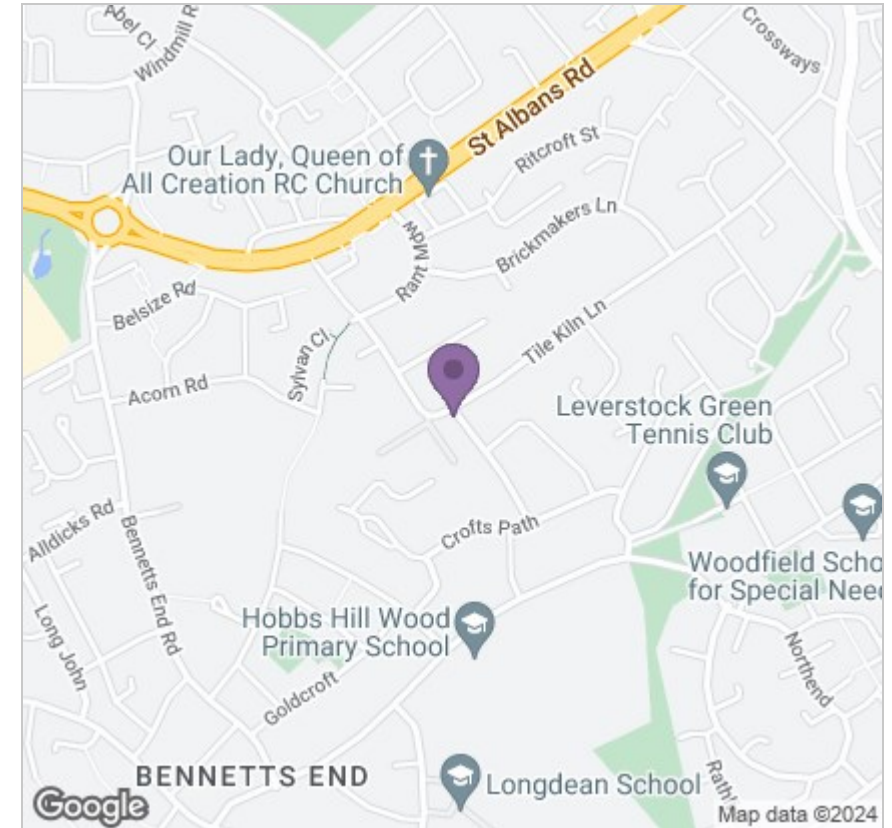 Abel Cl
Windmill R
Crossways
St Albans Rd
Our Lady, Queen of
All Creation RC Church
Ritcroft St
Brickmakers Ln
Rant Mdw
Belsize Rd
Tile Kiln Ln
Sylvan Cl
Acorn Rd
Leverstock Green
Tennis Club
Alldicks Rd
Bennetts End Rd
Crofts Path
Woodfield Scho
for Special Need
Long John
Hobbs Hill Wood
Primary School
Northend
Goldcroft
BENNETTS END
Longdean School
Google
Map data ©2024